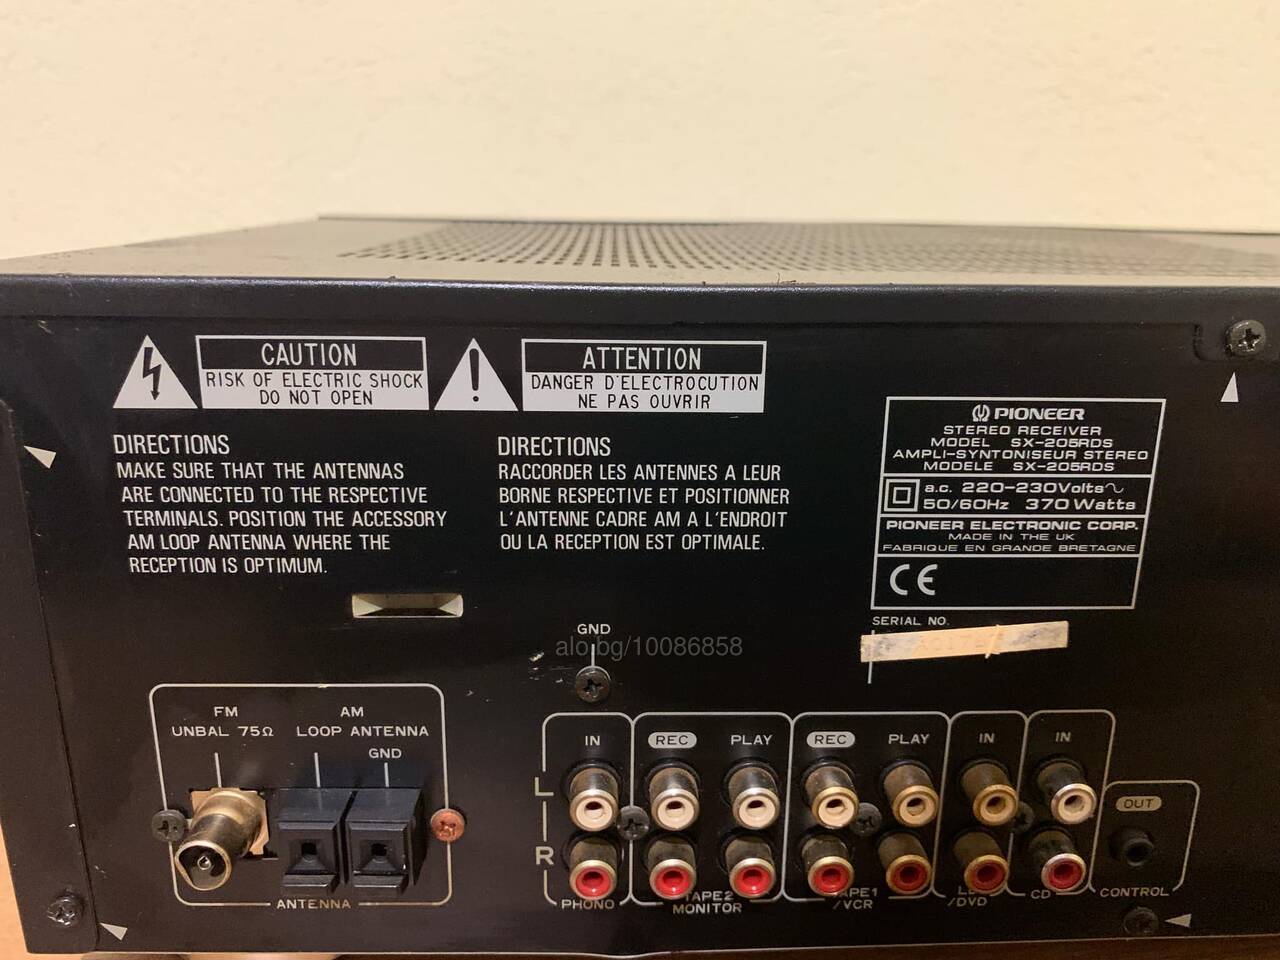 CAUTION
RISK OF ELECTRIC SHOCK
DO NOT OPEN
ATTENTION
DANGER D'ELECTROCUTION
NE PAS OUVRIR
DIRECTIONS
MAKE SURE THAT THE ANTENNAS
ARE CONNECTED TO THE RESPECTIVE
TERMINALS. POSITION THE ACCESSORY
AM LOOP ANTENNA WHERE THE
RECEPTION IS OPTIMUM.
DIRECTIONS
RACCORDER LES ANTENNES A LEUR
BORNE RESPECTIVE ET POSITIONNER
L'ANTENNE CADRE AM A L'ENDROIT
OU LA RECEPTION EST OPTIMALE.
PIONEER
STEREO RECEIVER
MODEL SX-205RDS
AMPLI-SYNTONISEUR STEREO
MODELE SX-205RDS
a.c. 220-230Volts~
50/60Hz 370 Watts
PIONEER ELECTRONIC CORP.
MADE IN THE UK
FABRIQUE EN GRANDE BRETAGNE
CE
SERIAL NO.
GND
alo.bg/10086858
FM
UNBAL 75Ω
AM
LOOP ANTENNA
GND
ANTENNA
IN
REC
PLAY
REC
PLAY
IN
IN
L
R
OUT
PHONO
TAPE2
MONITOR
TAPE1
/VCR
/DVD
CD
CONTROL